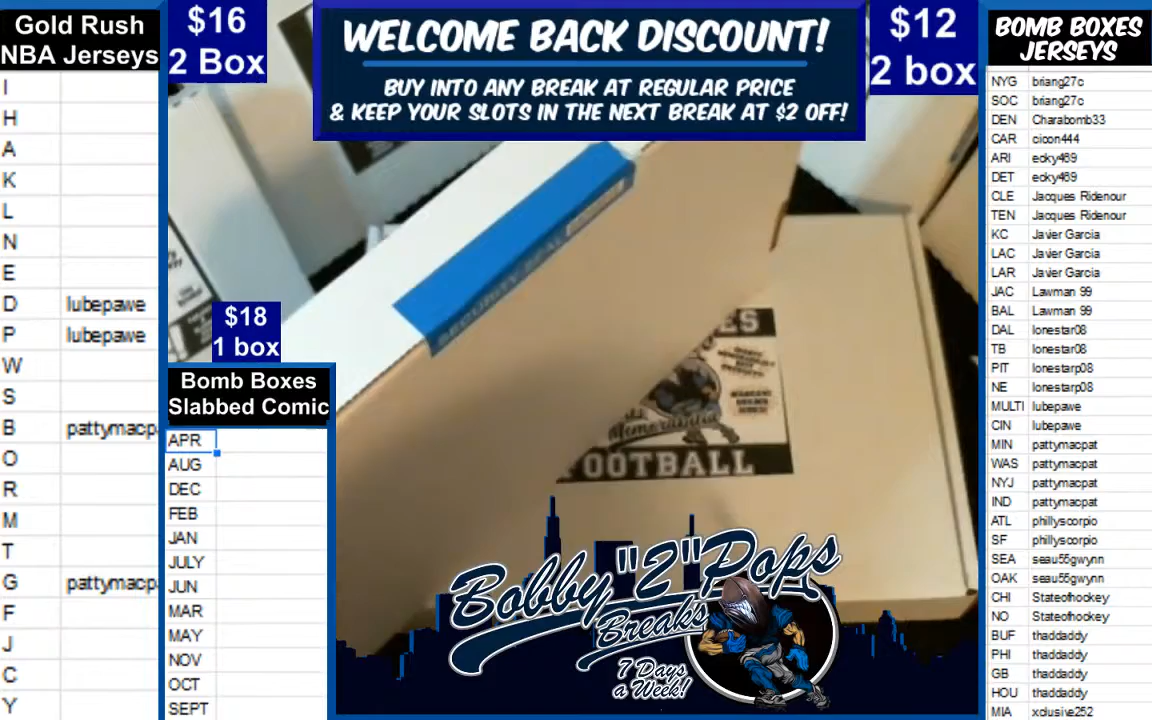 Gold Rush
NBA Jerseys
I
H
A
K
L
N
E
D lubepawe
P lubepawe
W
S
B pattymacp
O
R
M
T
G pattymacp
F
J
C
Y
$16
2 Box
WELCOME BACK DISCOUNT!
BUY INTO ANY BREAK AT REGULAR PRICE
& KEEP YOUR SLOTS IN THE NEXT BREAK AT $2 OFF!
$12
2 box
$18
1 box
Bomb Boxes
Slabbed Comic
APR
AUG
DEC
FEB
JAN
JULY
JUN
MAR
MAY
NOV
OCT
SEPT
SECURITY SEAL
Memorabilia
FOOTBALL
Bobby "2" Pops
Breaks
7 Days
a Week!
BOMB BOXES
JERSEYS
NYG briang27c
SOC briang27c
DEN Charabomb33
CAR cicon444
ARI ecky469
DET ecky469
CLE Jacques Ridenour
TEN Jacques Ridenour
KC Javier Garcia
LAC Javier Garcia
LAR Javier Garcia
JAC Lawman 99
BAL Lawman 99
DAL lonestar08
TB lonestar08
PIT lonestarp08
NE lonestarp08
MULTI lubepawe
CIN lubepawe
MIN pattymacpat
WAS pattymacpat
NYJ pattymacpat
IND pattymacpat
ATL phillyscorpio
SF phillyscorpio
SEA seau55gwynn
OAK seau55gwynn
CHI Stateofhockey
NO Stateofhockey
BUF thaddaddy
PHI thaddaddy
GB thaddaddy
HOU thaddaddy
MIA xclusive252